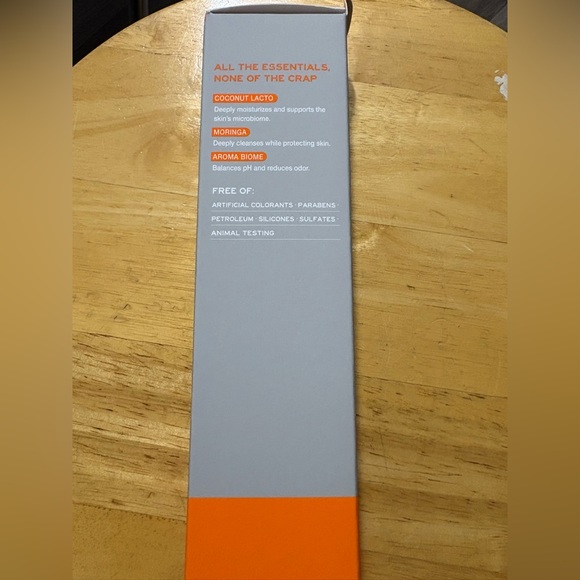 ALL THE ESSENTIALS,
NONE OF THE CRAP
COCONUT LACTO
Deeply moisturizes and supports the
skin's microbiome.
MORINGA
Deeply cleanses while protecting skin.
AROMA BIOME
Balances pH and reduces odor.
FREE OF:
ARTIFICIAL COLORANTS · PARABENS ·
PETROLEUM · SILICONES · SULFATES ·
ANIMAL TESTING